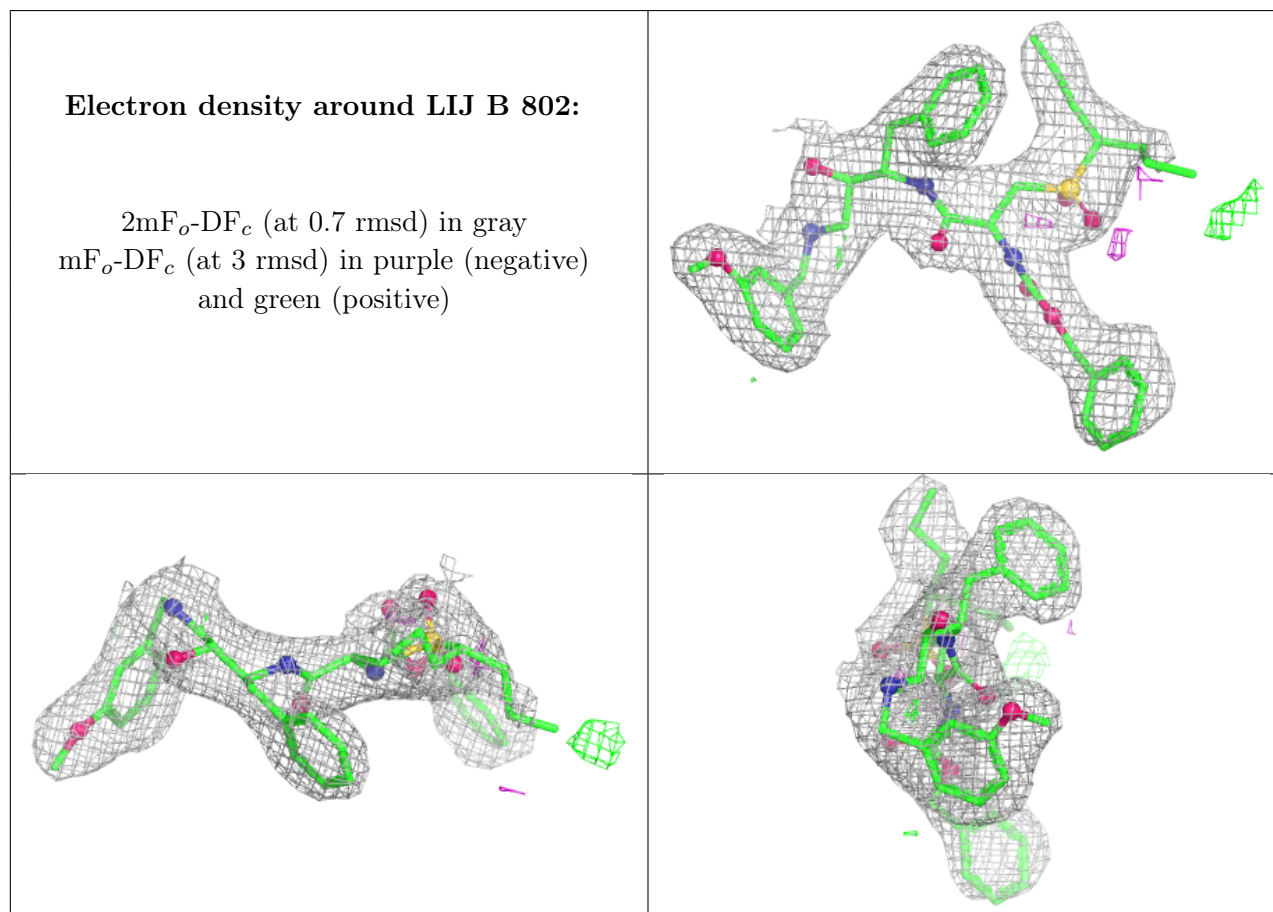 Electron density around LIJ B 802:
2mFo-DFc (at 0.7 rmsd) in gray
mFo-DFc (at 3 rmsd) in purple (negative)
and green (positive)